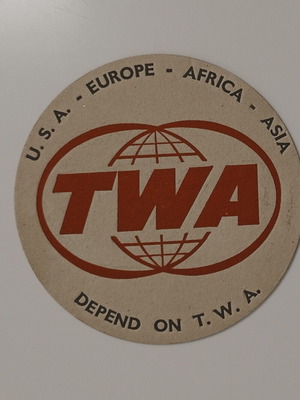 U.S.A. - EUROPE - AFRICA - ASIA
TWA
DEPEND ON T.W.A.